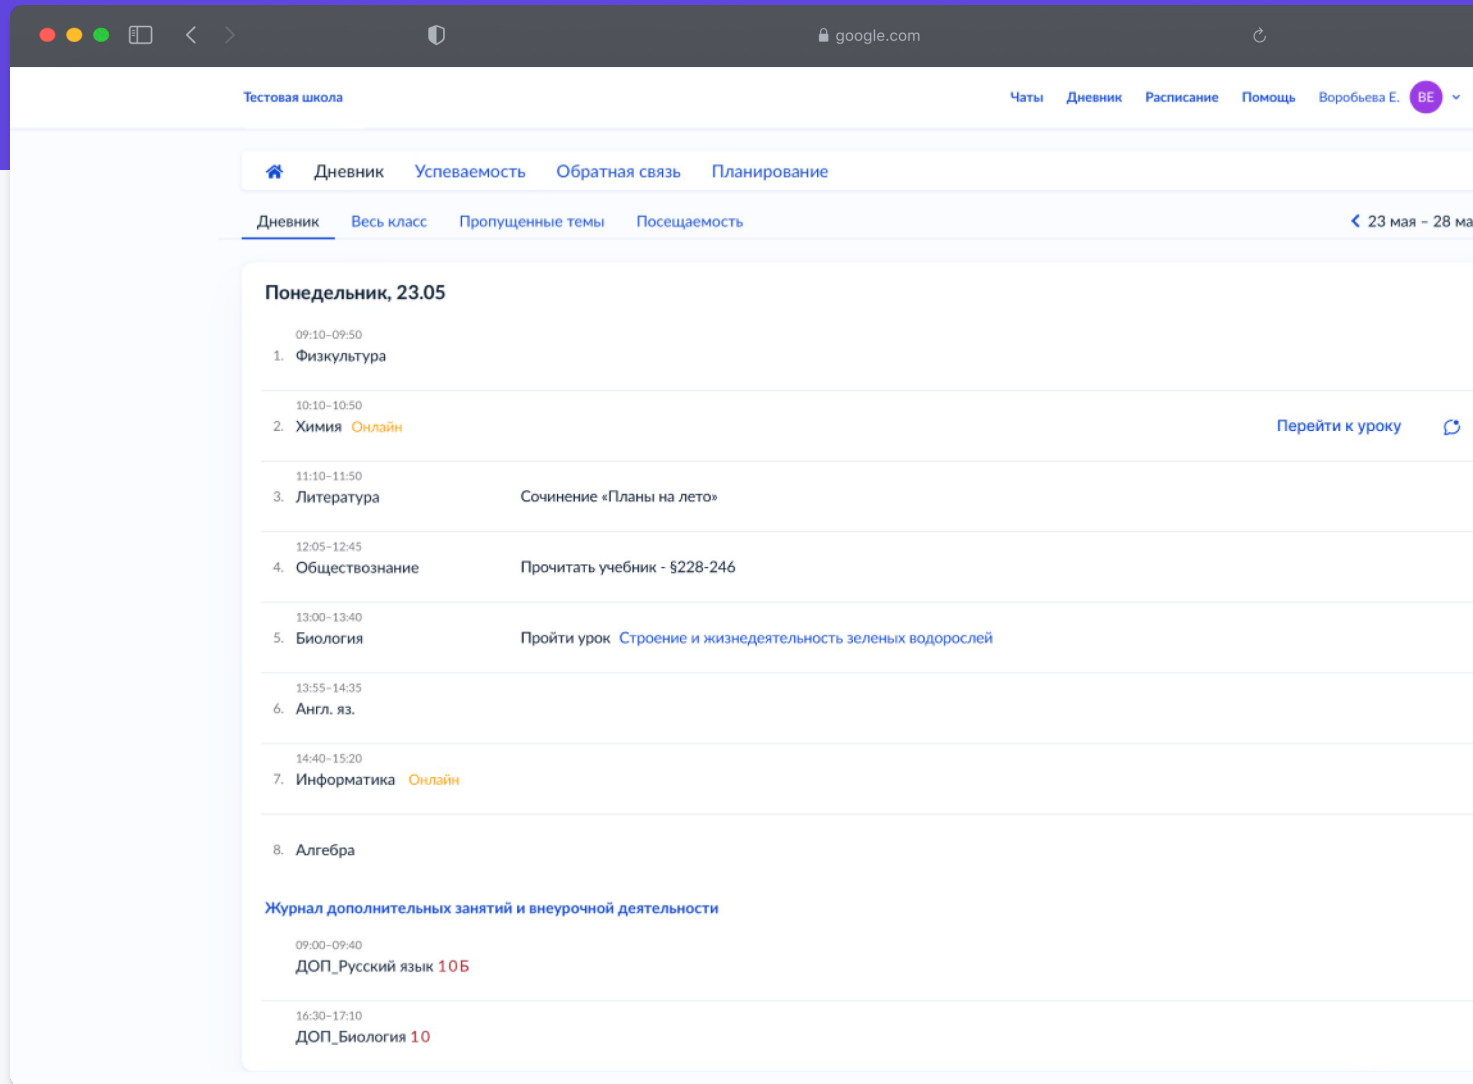 google.com
Тестовая школа
Чаты Дневник Расписание Помощь Воробьева Е. ВЕ
Дневник Успеваемость Обратная связь Планирование
Дневник Весь класс Пропущенные темы Посещаемость 23 мая – 28 ма
Понедельник, 23.05
09:10–09:50
1. Физкультура
10:10–10:50
2. Химия Онлайн Перейти к уроку
11:10–11:50
3. Литература Сочинение «Планы на лето»
12:05–12:45
4. Обществознание Прочитать учебник - §228-246
13:00–13:40
5. Биология Пройти урок Строение и жизнедеятельность зеленых водорослей
13:55–14:35
6. Англ. яз.
14:40–15:20
7. Информатика Онлайн
8. Алгебра
Журнал дополнительных занятий и внеурочной деятельности
09:00–09:40
ДОП_Русский язык 10Б
16:30–17:10
ДОП_Биология 10